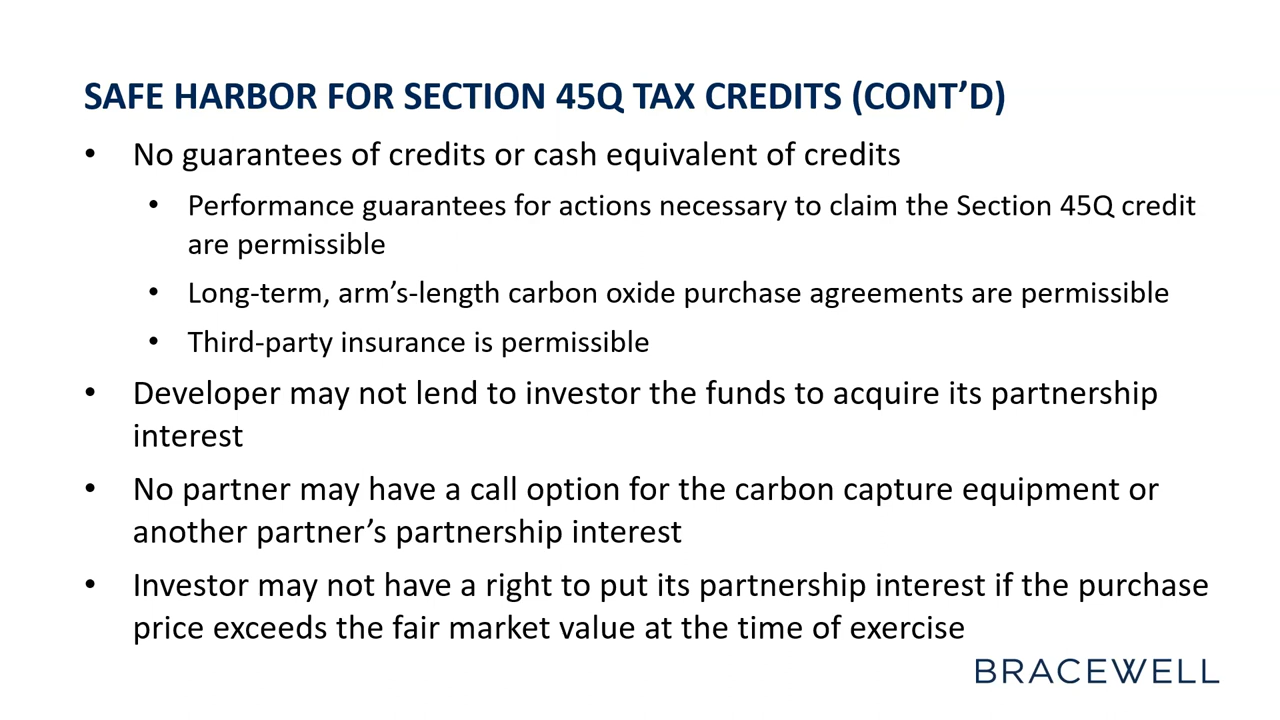 SAFE HARBOR FOR SECTION 45Q TAX CREDITS (CONT’D)
• No guarantees of credits or cash equivalent of credits
• Performance guarantees for actions necessary to claim the Section 45Q credit
are permissible
• Long-term, arm’s-length carbon oxide purchase agreements are permissible
• Third-party insurance is permissible
• Developer may not lend to investor the funds to acquire its partnership
interest
• No partner may have a call option for the carbon capture equipment or
another partner’s partnership interest
• Investor may not have a right to put its partnership interest if the purchase
price exceeds the fair market value at the time of exercise
BRACEWELL